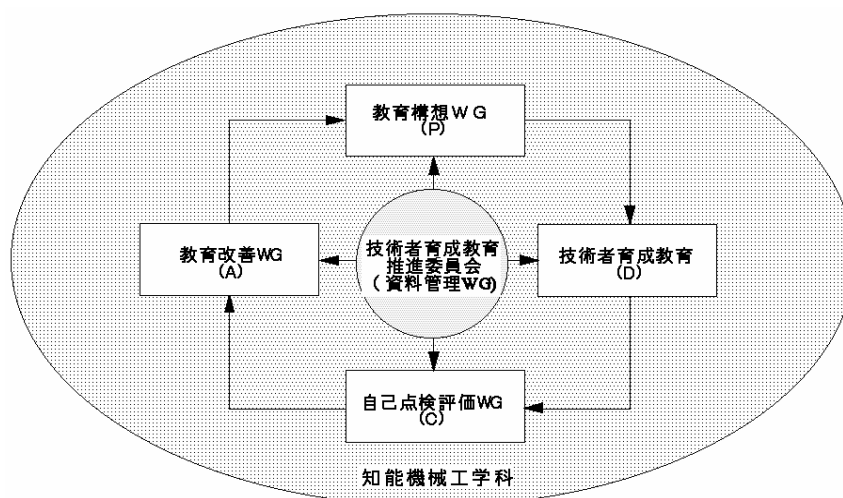 教育構想ＷＧ
(P)
教育改善WG
(A)
技術者育成教育
推進委員会
(資料管理WG)
技術者育成教育
(D)
自己点検評価WG
(C)
知能機械工学科